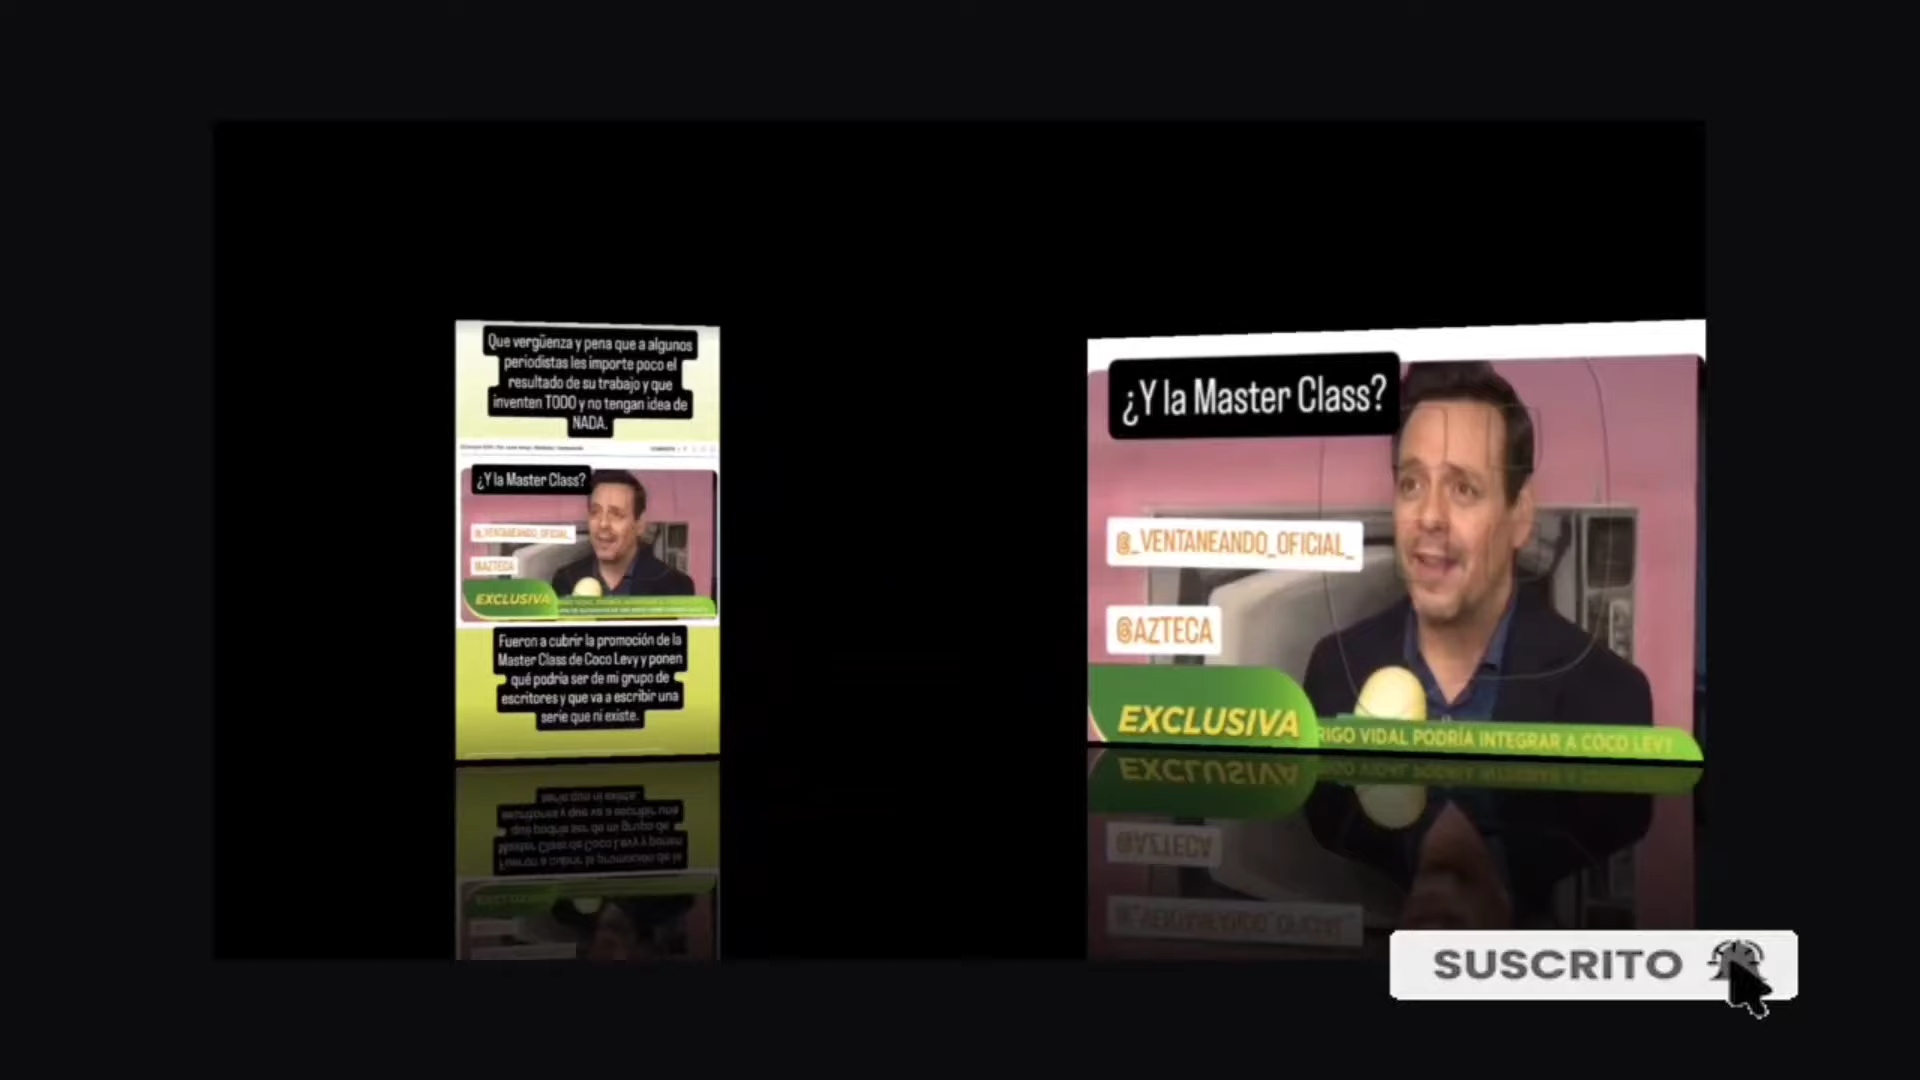 Que vergüenza y pena que a algunos
periodistas les importe poco el
resultado de su trabajo y que
inventen TODO y no tengan idea de
NADA.
¿Y la Master Class?
@_VENTANEANDO_OFICIAL_
@AZTECA
EXCLUSIVA
Fueron a cubrir la promoción de la
Master Class de Coco Levy y ponen
qué podría ser de mi grupo de
escritores y que va a escribir una
serie que ni existe.
¿Y la Master Class?
@_VENTANEANDO_OFICIAL_
@AZTECA
EXCLUSIVA
RIGO VIDAL PODRÍA INTEGRAR A COCO LEVY
SUSCRITO